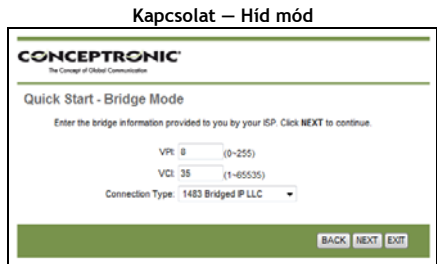 Kapcsolat — Híd mód
CONCEPTRONIC
The Concept of Global Communication
Quick Start - Bridge Mode
Enter the bridge information provided to you by your ISP. Click NEXT to continue.
VPI: 8 (0~255)
VCI: 35 (1~65535)
Connection Type: 1483 Bridged IP LLC
BACK NEXT EXIT